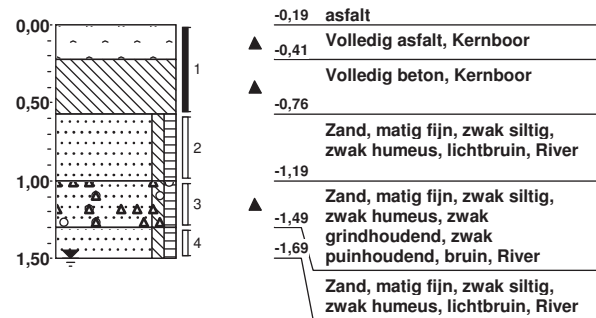 0,00
0,50
1,00
1,50
1
2
3
4
-0,19 asfalt
Volledig asfalt, Kernboor
-0,41
Volledig beton, Kernboor
-0,76
Zand, matig fijn, zwak siltig,
zwak humeus, lichtbruin, River
-1,19
Zand, matig fijn, zwak siltig,
zwak humeus, zwak
grindhoudend, zwak
puinhoudend, bruin, River
-1,49
-1,69
Zand, matig fijn, zwak siltig,
zwak humeus, lichtbruin, River